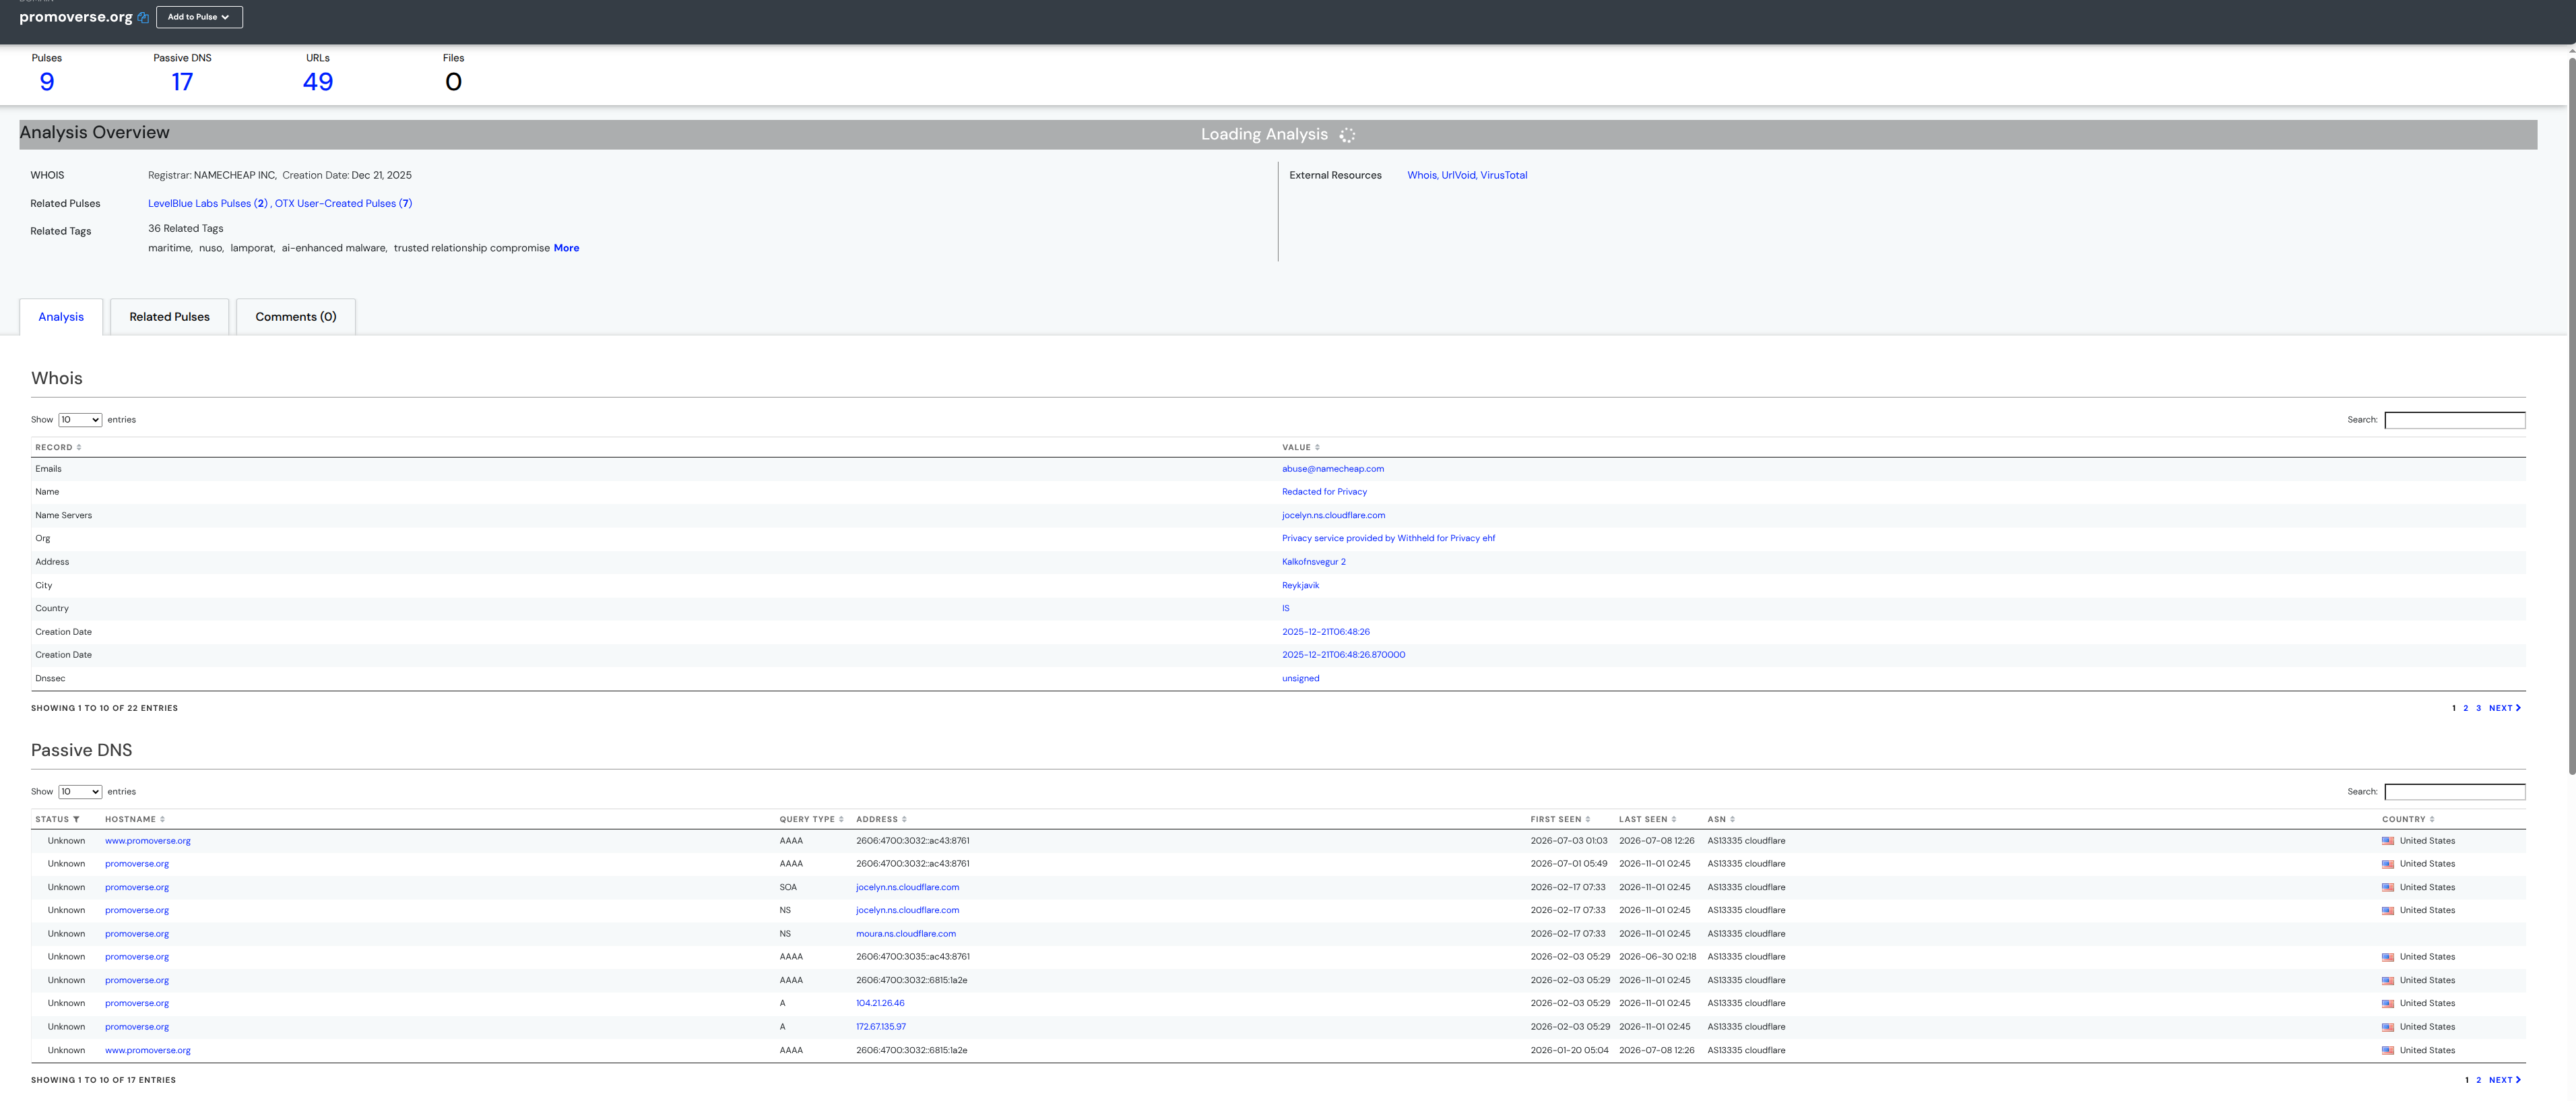 promoverse.org Add to Pulse
Pulses Passive DNS URLs Files
9 17 49 0
Analysis Overview Loading Analysis
WHOIS Registrar: NAMECHEAP INC, Creation Date: Dec 21, 2025 External Resources Whois, UrlVoid, VirusTotal
Related Pulses LevelBlue Labs Pulses (2) , OTX User-Created Pulses (7)
Related Tags 36 Related Tags
maritime, nuso, lamporat, ai-enhanced malware, trusted relationship compromise More
Analysis Related Pulses Comments (0)
Whois
Show 10 entries Search:
RECORD VALUE
Emails abuse@namecheap.com
Name Redacted for Privacy
Name Servers jocelyn.ns.cloudflare.com
Org Privacy service provided by Withheld for Privacy ehf
Address Kalkofnsvegur 2
City Reykjavik
Country IS
Creation Date 2025-12-21T06:48:26
Creation Date 2025-12-21T06:48:26.870000
Dnssec unsigned
SHOWING 1 TO 10 OF 22 ENTRIES 1 2 3 NEXT
Passive DNS
Show 10 entries Search:
STATUS HOSTNAME QUERY TYPE ADDRESS FIRST SEEN LAST SEEN ASN COUNTRY
Unknown www.promoverse.org AAAA 2606:4700:3032::ac43:8761 2026-07-03 01:03 2026-07-08 12:26 AS13335 cloudflare United States
Unknown promoverse.org AAAA 2606:4700:3032::ac43:8761 2026-07-01 05:49 2026-11-01 02:45 AS13335 cloudflare United States
Unknown promoverse.org SOA jocelyn.ns.cloudflare.com 2026-02-17 07:33 2026-11-01 02:45 AS13335 cloudflare United States
Unknown promoverse.org NS jocelyn.ns.cloudflare.com 2026-02-17 07:33 2026-11-01 02:45 AS13335 cloudflare United States
Unknown promoverse.org NS moura.ns.cloudflare.com 2026-02-17 07:33 2026-11-01 02:45 AS13335 cloudflare
Unknown promoverse.org AAAA 2606:4700:3035::ac43:8761 2026-02-03 05:29 2026-06-30 02:18 AS13335 cloudflare United States
Unknown promoverse.org AAAA 2606:4700:3032::6815:1a2e 2026-02-03 05:29 2026-11-01 02:45 AS13335 cloudflare United States
Unknown promoverse.org A 104.21.26.46 2026-02-03 05:29 2026-11-01 02:45 AS13335 cloudflare United States
Unknown promoverse.org A 172.67.135.97 2026-02-03 05:29 2026-11-01 02:45 AS13335 cloudflare United States
Unknown www.promoverse.org AAAA 2606:4700:3032::6815:1a2e 2026-01-20 05:04 2026-07-08 12:26 AS13335 cloudflare United States
SHOWING 1 TO 10 OF 17 ENTRIES 1 2 NEXT